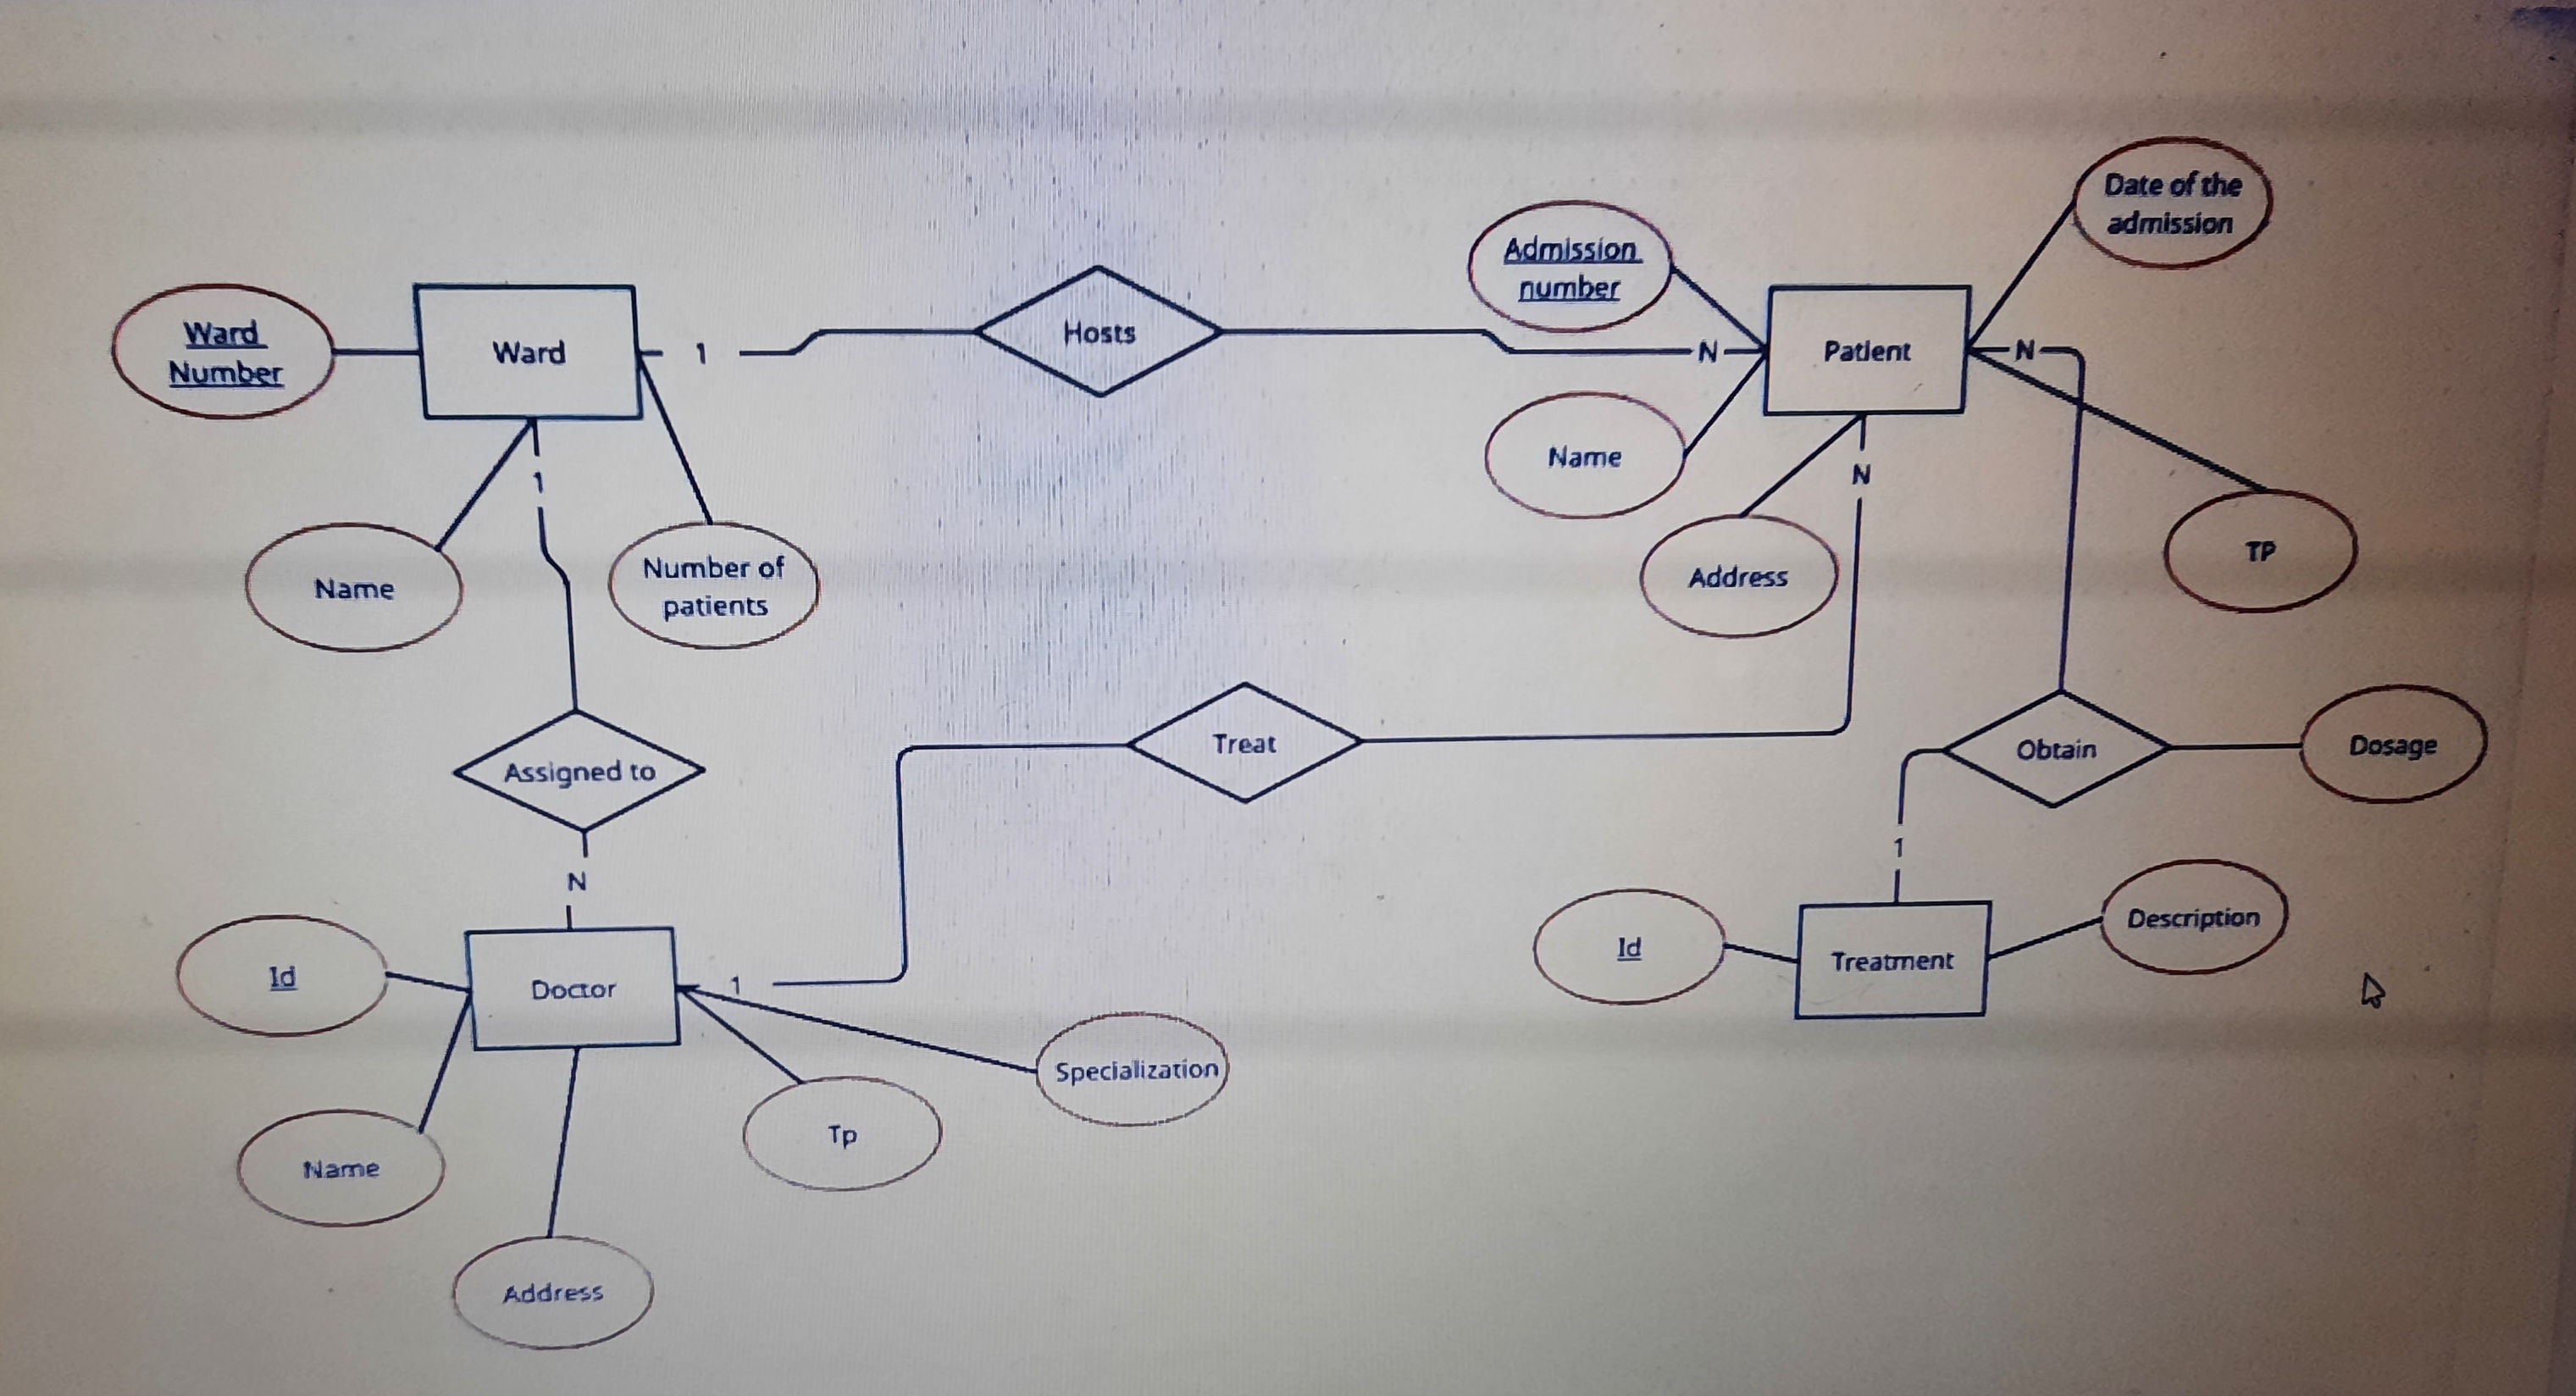 Date of the
admission
Admission
number
Ward
Number
Ward
1
Hosts
N
Patient
N
Name
N
1
Name
Number of
patients
Address
TP
Assigned to
Treat
Obtain
Dosage
1
N
Id
Doctor
1
Id
Treatment
Description
Specialization
Tp
Name
Address